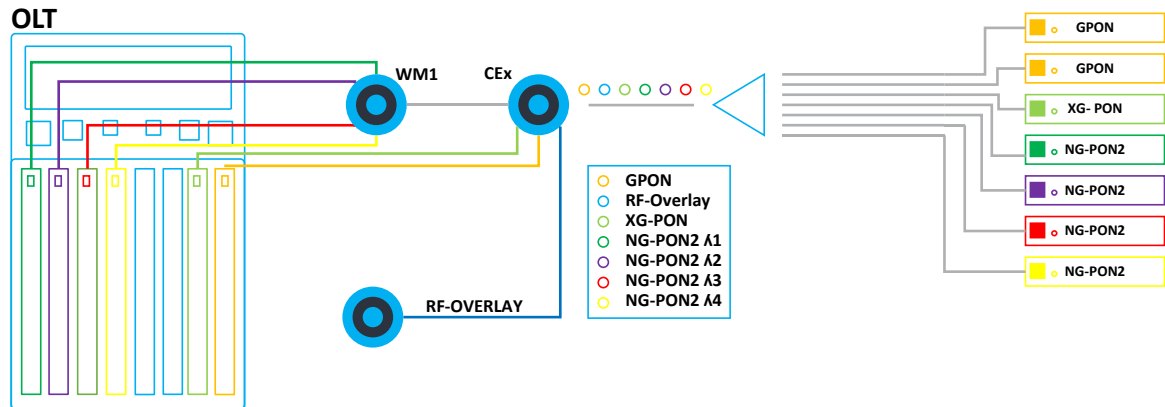 OLT
WM1
CEx
RF-OVERLAY
GPON
RF-Overlay
XG-PON
NG-PON2 Λ1
NG-PON2 Λ2
NG-PON2 Λ3
NG-PON2 Λ4
GPON
GPON
XG- PON
NG-PON2
NG-PON2
NG-PON2
NG-PON2